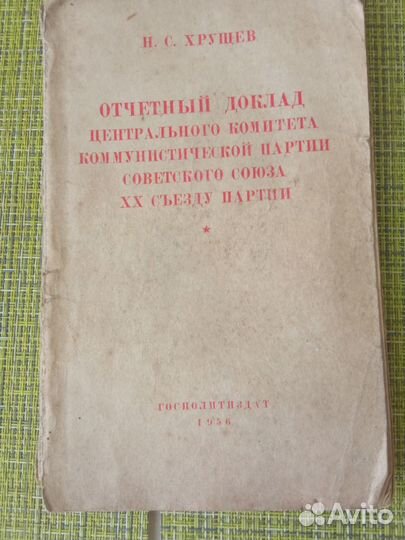 Н. С. ХРУЩЕВ
ОТЧЕТНЫЙ ДОКЛАД
ЦЕНТРАЛЬНОГО КОМИТЕТА
КОММУНИСТИЧЕСКОЙ ПАРТИИ
СОВЕТСКОГО СОЮЗА
XX СЪЕЗДУ ПАРТИИ
ГОСПОЛИТИЗДАТ
1956
Avito